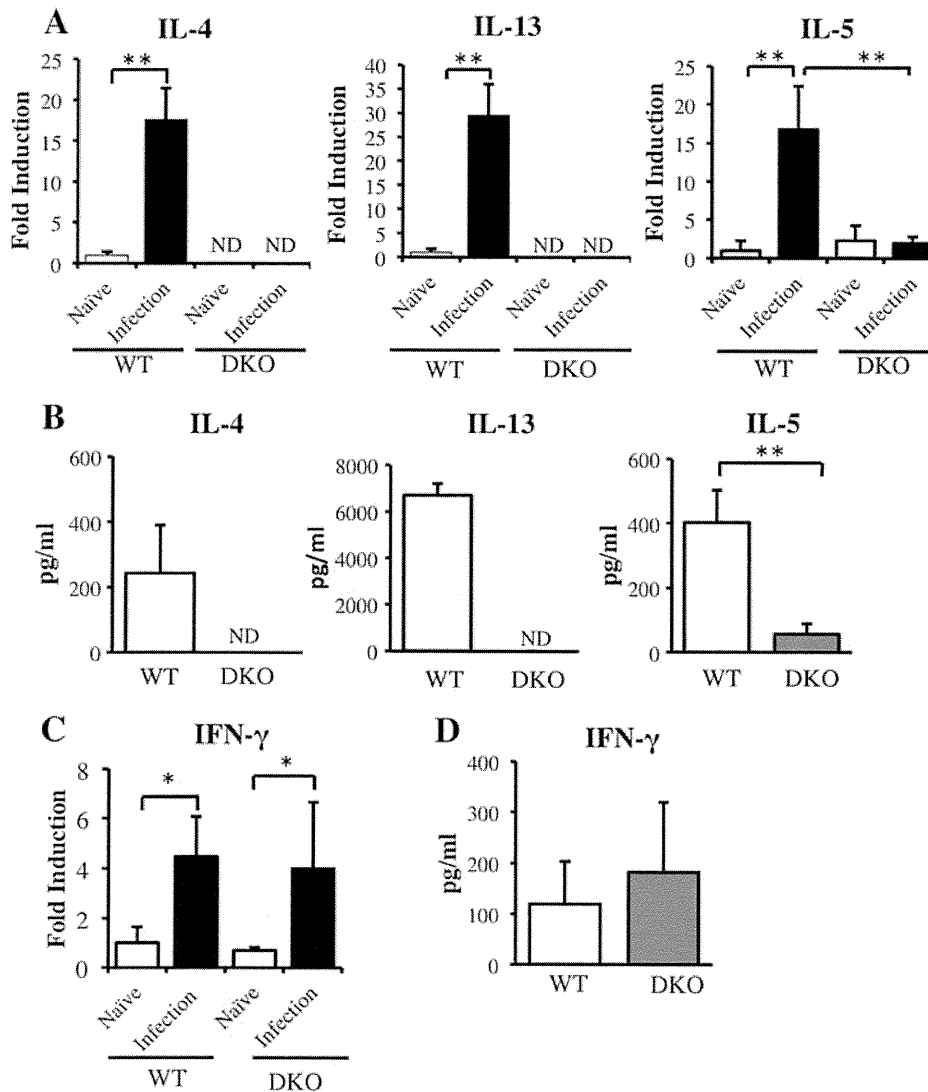 A
IL-4
IL-13
IL-5
Fold Induction
25
20
15
10
5
0
**
ND
ND
Naïve
Infection
Naïve
Infection
WT
DKO
Fold Induction
40
35
30
25
20
15
10
5
0
**
ND
ND
Naïve
Infection
Naïve
Infection
WT
DKO
Fold Induction
25
20
15
10
5
0
**
**
Naïve
Infection
Naïve
Infection
WT
DKO
B
IL-4
IL-13
IL-5
pg/ml
600
400
200
0
ND
WT
DKO
pg/ml
8000
6000
4000
2000
0
ND
WT
DKO
pg/ml
600
400
200
0
**
WT
DKO
C
IFN-γ
Fold Induction
8
6
4
2
0
*
*
Naïve
Infection
Naïve
Infection
WT
DKO
D
IFN-γ
pg/ml
400
300
200
100
0
WT
DKO